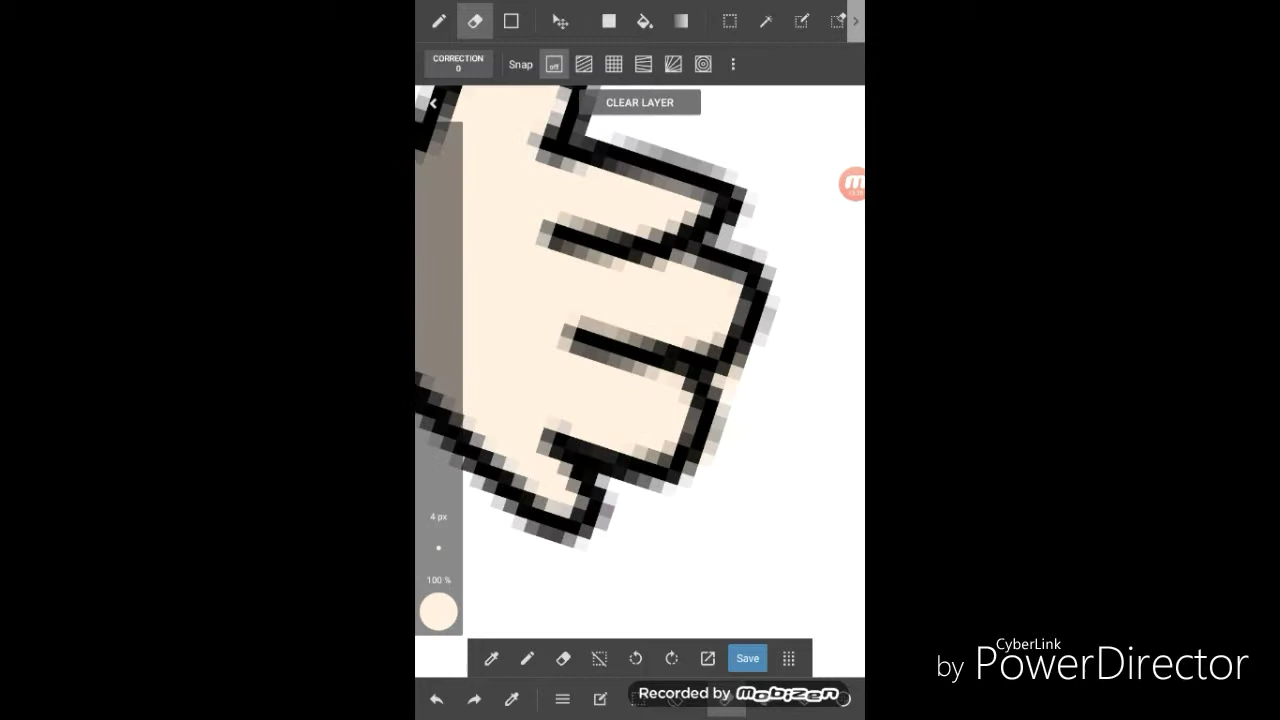 CORRECTION
0
Snap
off
CLEAR LAYER
4 px
100 %
Save
Recorded by mobizen
CyberLink
by PowerDirector